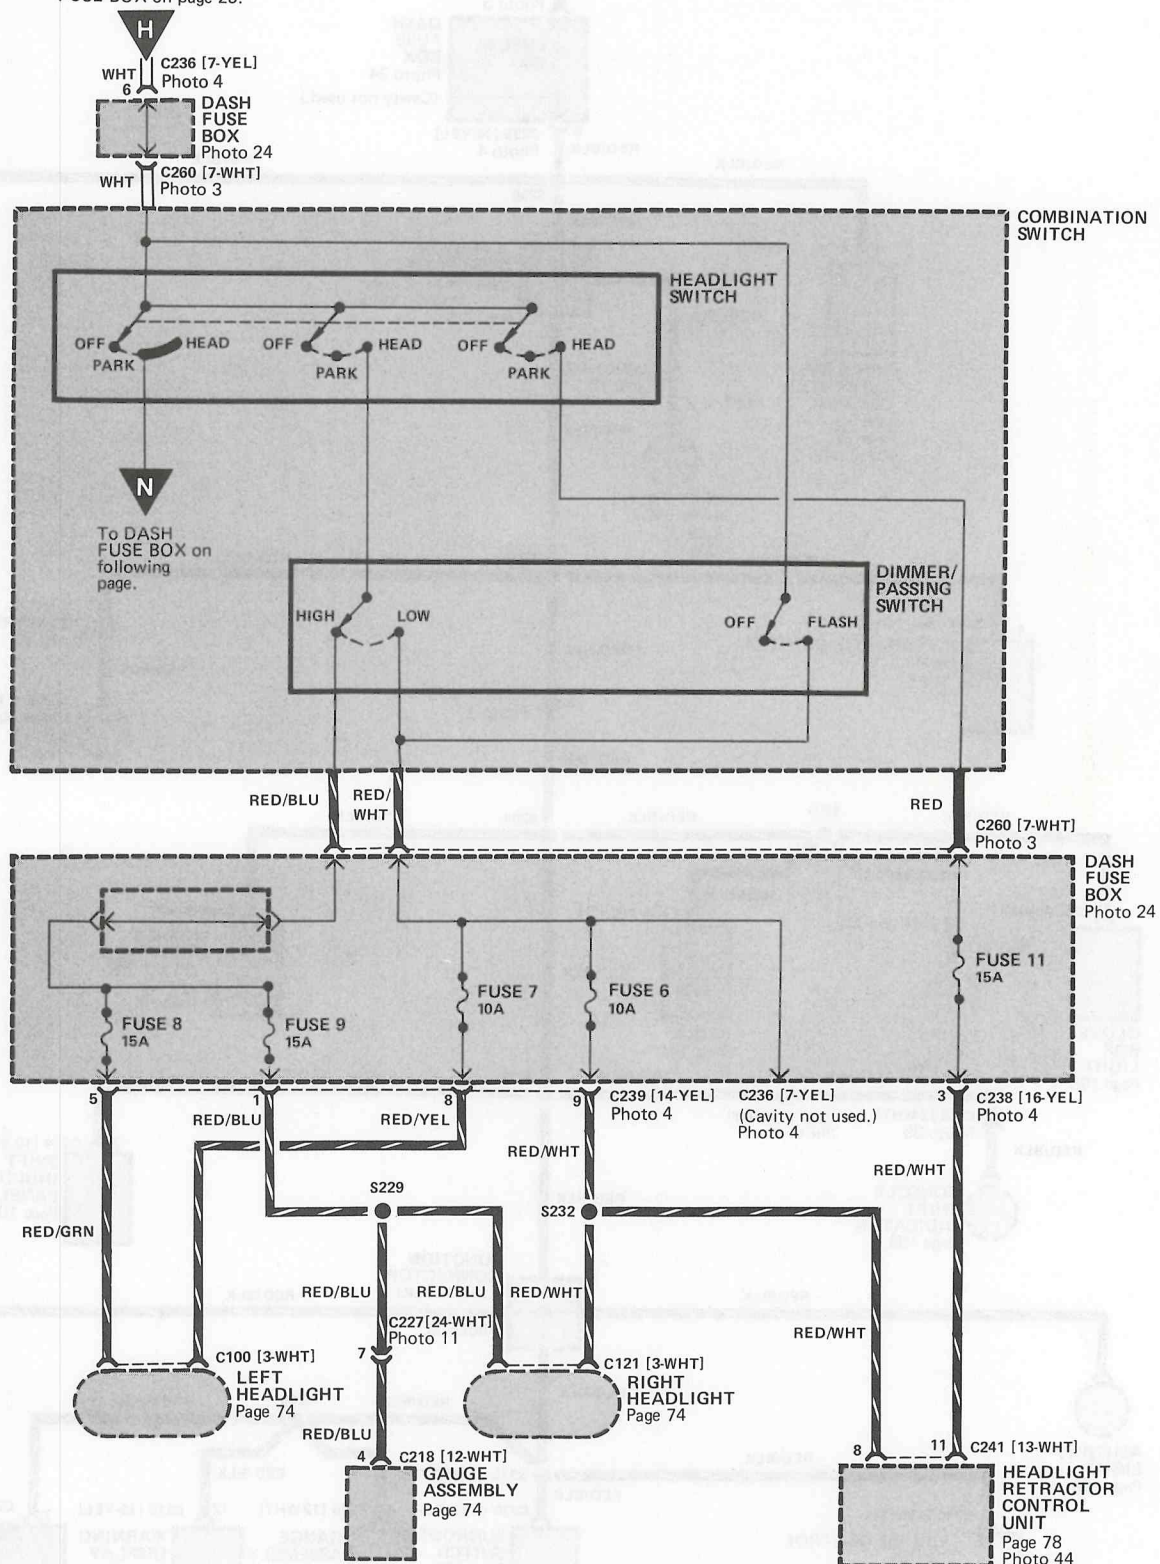 FUSE BOX on page 23.
H
WHT
6
C236 [7-YEL]
Photo 4
DASH
FUSE
BOX
Photo 24
WHT
C260 [7-WHT]
Photo 3
COMBINATION
SWITCH
HEADLIGHT
SWITCH
OFF
HEAD
PARK
OFF
HEAD
PARK
OFF
HEAD
PARK
N
To DASH
FUSE BOX on
following
page.
DIMMER/
PASSING
SWITCH
HIGH
LOW
OFF
FLASH
RED/BLU
RED/
WHT
RED
C260 [7-WHT]
Photo 3
DASH
FUSE
BOX
Photo 24
FUSE 8
15A
FUSE 9
15A
FUSE 7
10A
FUSE 6
10A
FUSE 11
15A
5
1
8
9
C239 [14-YEL]
Photo 4
C236 [7-YEL]
(Cavity not used.)
Photo 4
3
C238 [16-YEL]
Photo 4
RED/BLU
RED/YEL
RED/WHT
RED/WHT
S229
S232
RED/GRN
RED/BLU
RED/BLU
RED/WHT
RED/WHT
C227 [24-WHT]
Photo 11
7
C100 [3-WHT]
LEFT
HEADLIGHT
Page 74
C121 [3-WHT]
RIGHT
HEADLIGHT
Page 74
RED/BLU
4
C218 [12-WHT]
GAUGE
ASSEMBLY
Page 74
8
11
C241 [13-WHT]
HEADLIGHT
RETRACTOR
CONTROL
UNIT
Page 78
Photo 44